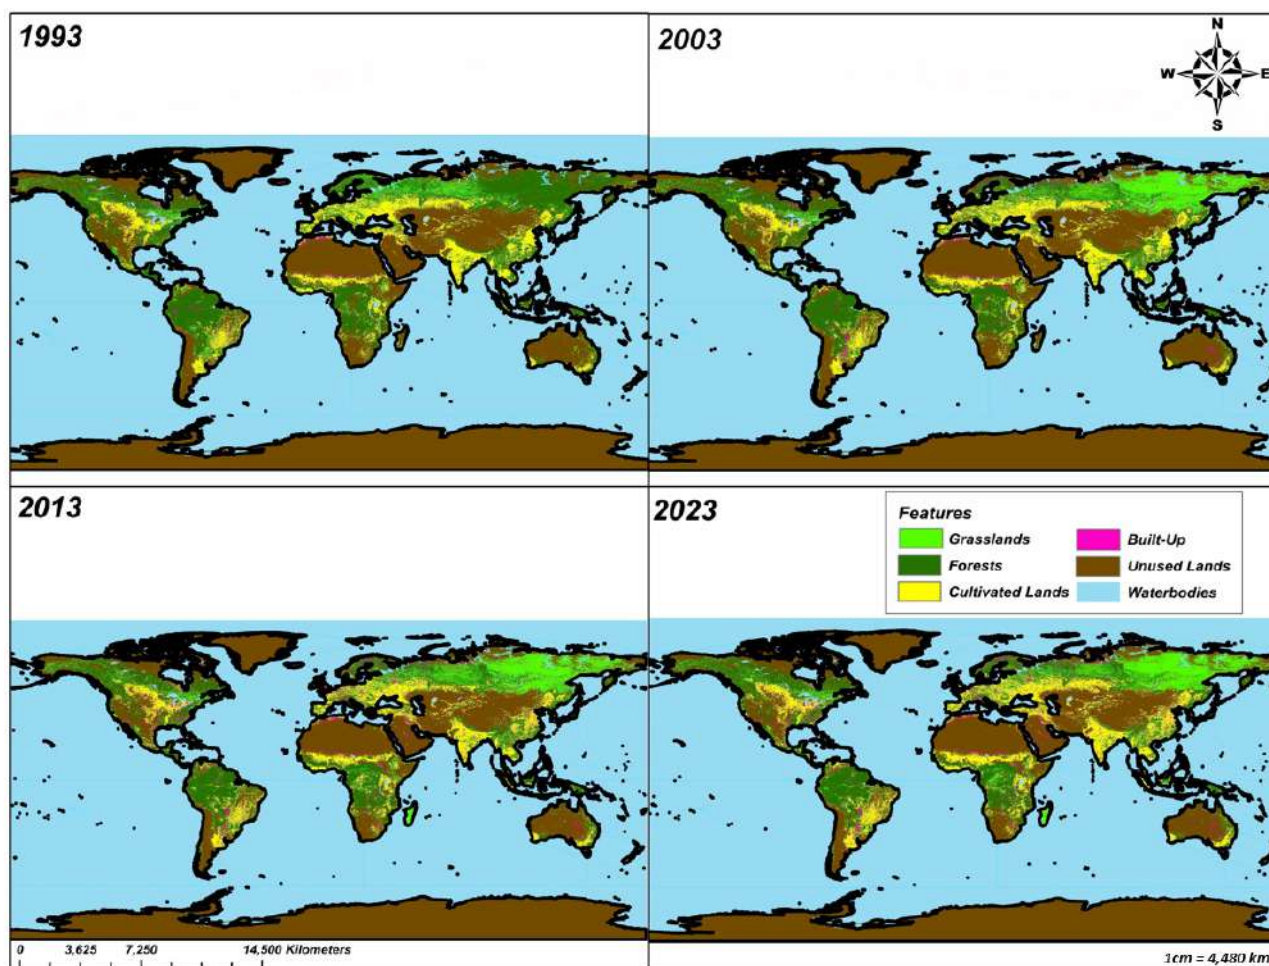 1993
2003
N
W
E
S
2013
2023
Features
Grasslands
Built-Up
Forests
Unused Lands
Cultivated Lands
Waterbodies
0 3,625 7,250 14,500 Kilometers
1cm = 4,480 km